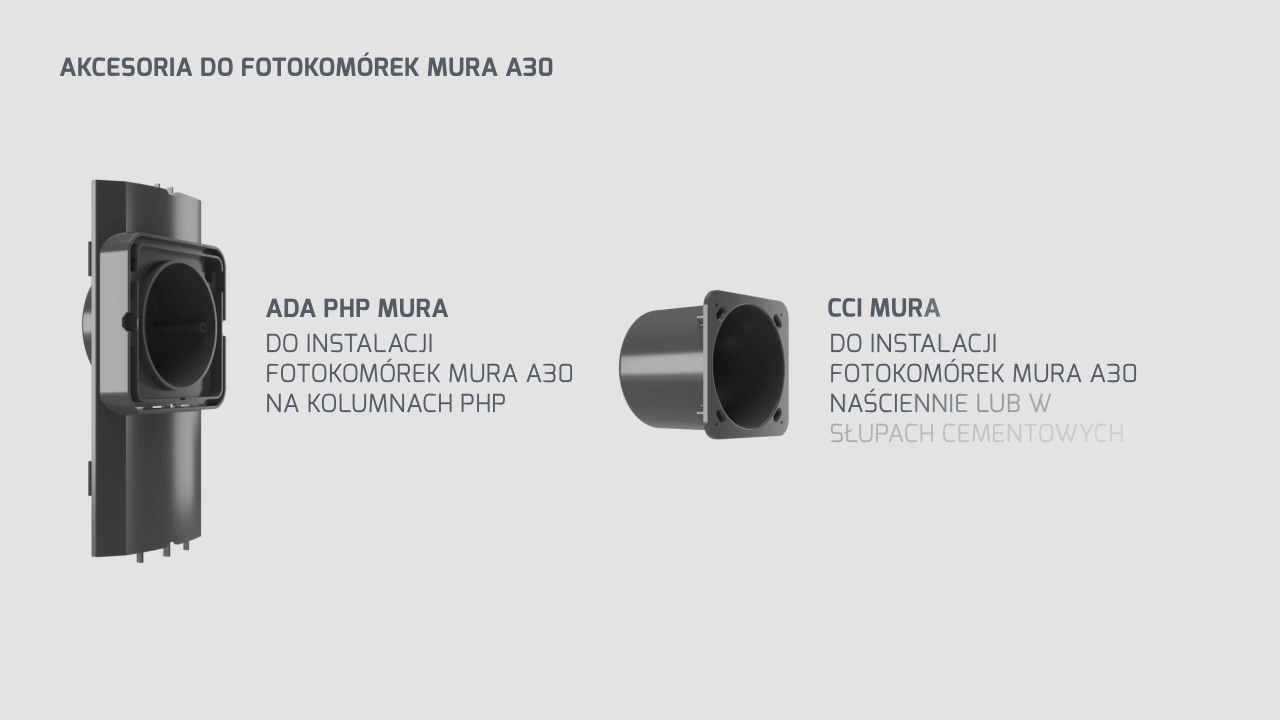 AKCESORIA DO FOTOKOMÓREK MURA A30
ADA PHP MURA
DO INSTALACJI
FOTOKOMÓREK MURA A30
NA KOLUMNACH PHP
CCI MURA
DO INSTALACJI
FOTOKOMÓREK MURA A30
NAŚCIENNIE LUB W
SŁUPACH CEMENTOWYCH